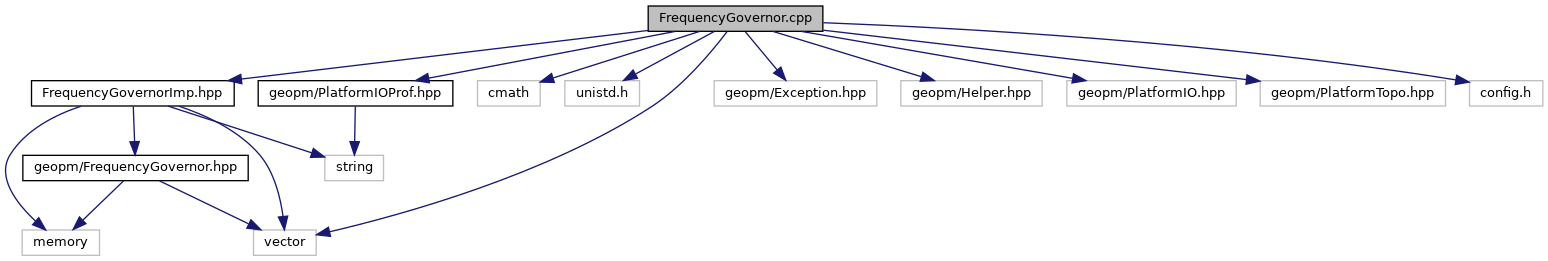 FrequencyGovernor.cpp
FrequencyGovernorImp.hpp
geopm/PlatformIOProf.hpp
cmath
unistd.h
geopm/Exception.hpp
geopm/Helper.hpp
geopm/PlatformIO.hpp
geopm/PlatformTopo.hpp
config.h
geopm/FrequencyGovernor.hpp
string
memory
vector